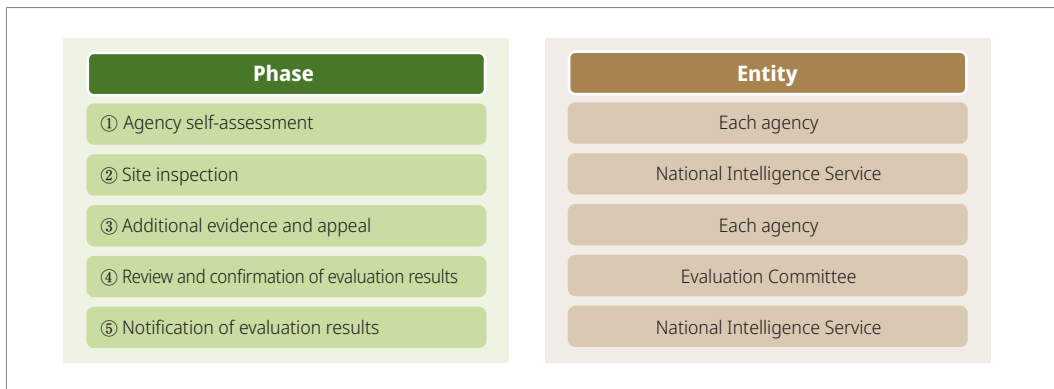 Phase
Entity
① Agency self-assessment
Each agency
② Site inspection
National Intelligence Service
③ Additional evidence and appeal
Each agency
④ Review and confirmation of evaluation results
Evaluation Committee
⑤ Notification of evaluation results
National Intelligence Service